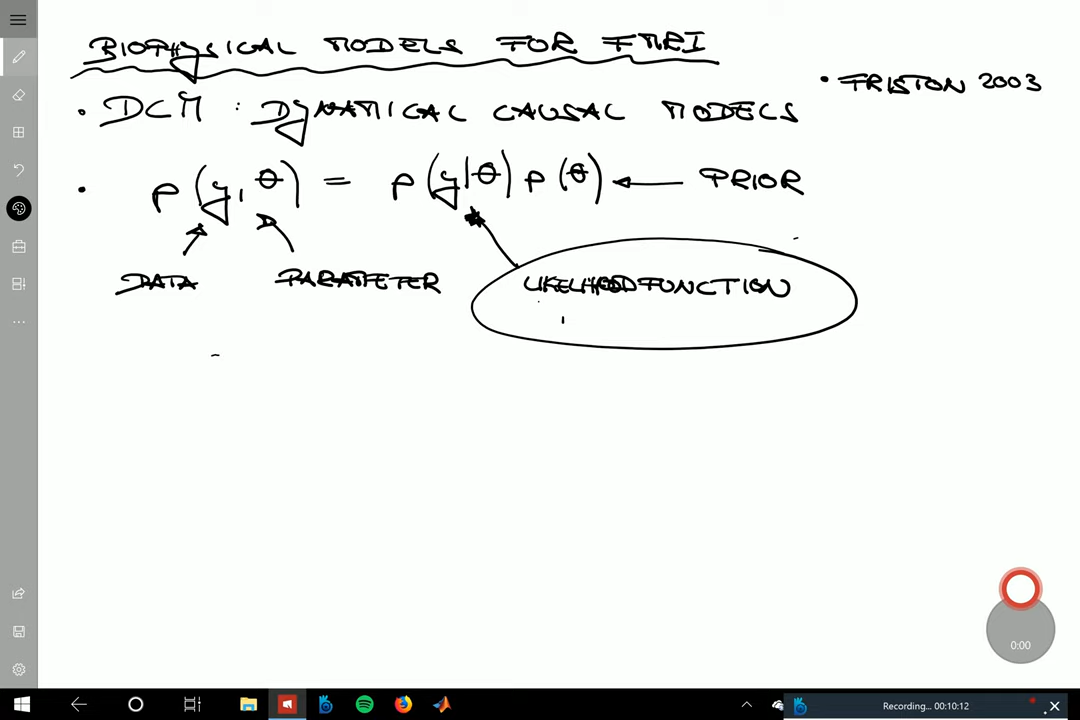 BIOPHYSICAL MODELS FOR FMRI
• FRISTON 2003
• DCM : DYNAMICAL CAUSAL MODELS
• p(y, θ) = p(y|θ) p(θ) ← PRIOR
DATA PARAMETER LIKELIHOOD FUNCTION
0:00
Recording... 00:10:12